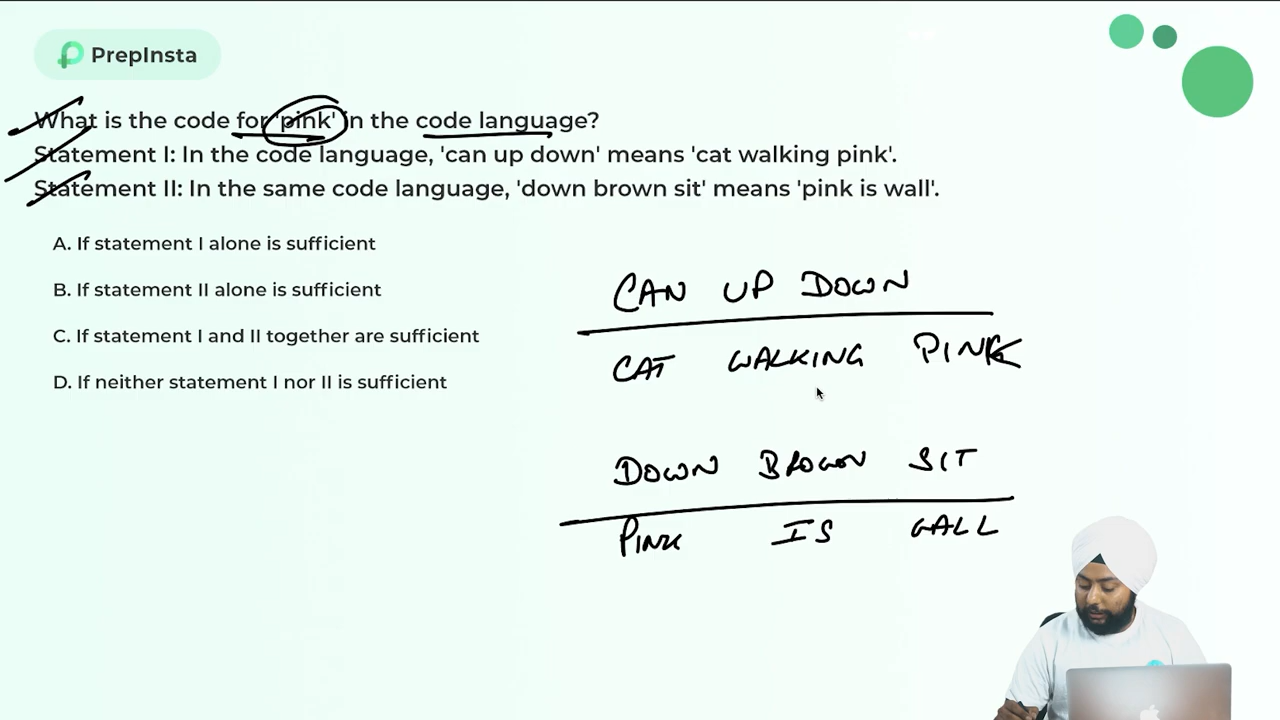 PrepInsta
What is the code for 'pink' in the code language?
Statement I: In the code language, 'can up down' means 'cat walking pink'.
Statement II: In the same code language, 'down brown sit' means 'pink is wall'.
A. If statement I alone is sufficient
B. If statement II alone is sufficient
C. If statement I and II together are sufficient
D. If neither statement I nor II is sufficient
CAN UP DOWN
CAT WALKING PINK
DOWN BROWN SIT
PINK IS WALL